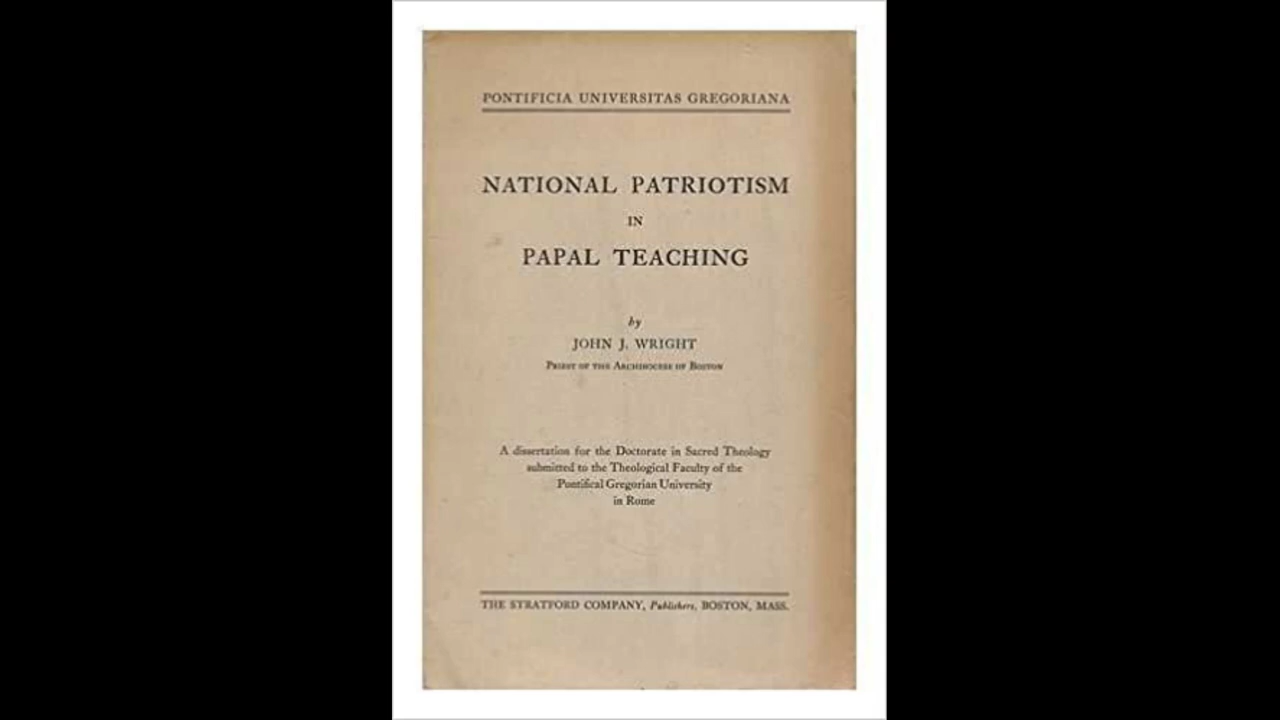 PONTIFICIA UNIVERSITAS GREGORIANA
NATIONAL PATRIOTISM
IN
PAPAL TEACHING
by
JOHN J. WRIGHT
PRIEST OF THE ARCHDIOCESE OF BOSTON
A dissertation for the Doctorate in Sacred Theology
submitted to the Theological Faculty of the
Pontifical Gregorian University
in Rome
THE STRATFORD COMPANY, Publishers, BOSTON, MASS.